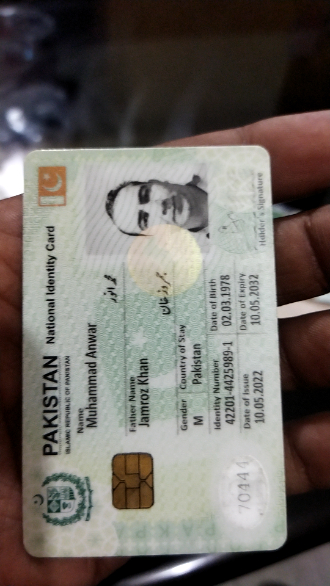 PAKISTAN National Identity Card
ISLAMIC REPUBLIC OF PAKISTAN
Name
Muhammad Anwar
محمد انور
Father Name
Jamroz Khan
جمروز خان
Gender
Country of Stay
M
Pakistan
Identity Number
Date of Birth
42201-4425989-1
02.03.1978
Date of Issue
Date of Expiry
10.05.2022
10.05.2032
Holder's Signature
70444